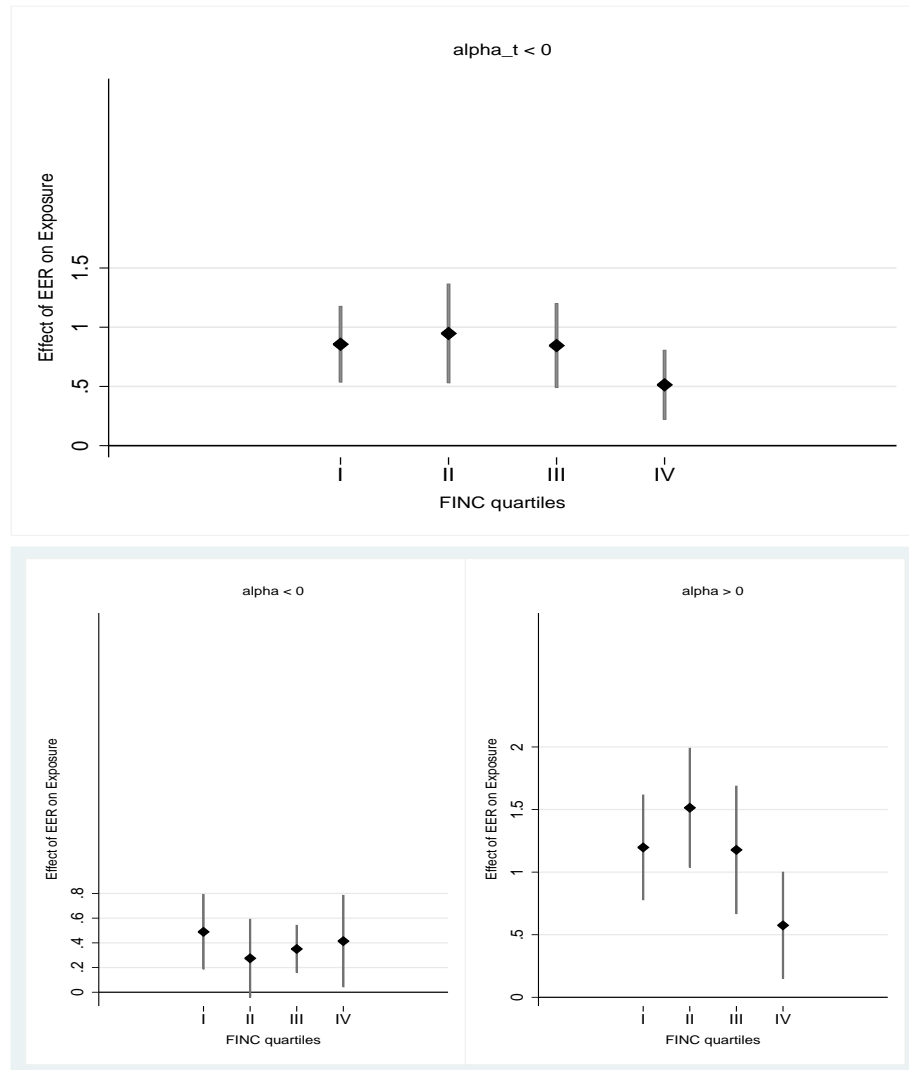 alpha_t < 0
Effect of EER on Exposure
1.5
1
.5
0
I II III IV
FINC quartiles
alpha < 0
Effect of EER on Exposure
.8
.6
.4
.2
0
I II III IV
FINC quartiles
alpha > 0
Effect of EER on Exposure
2
1.5
1
.5
0
I II III IV
FINC quartiles